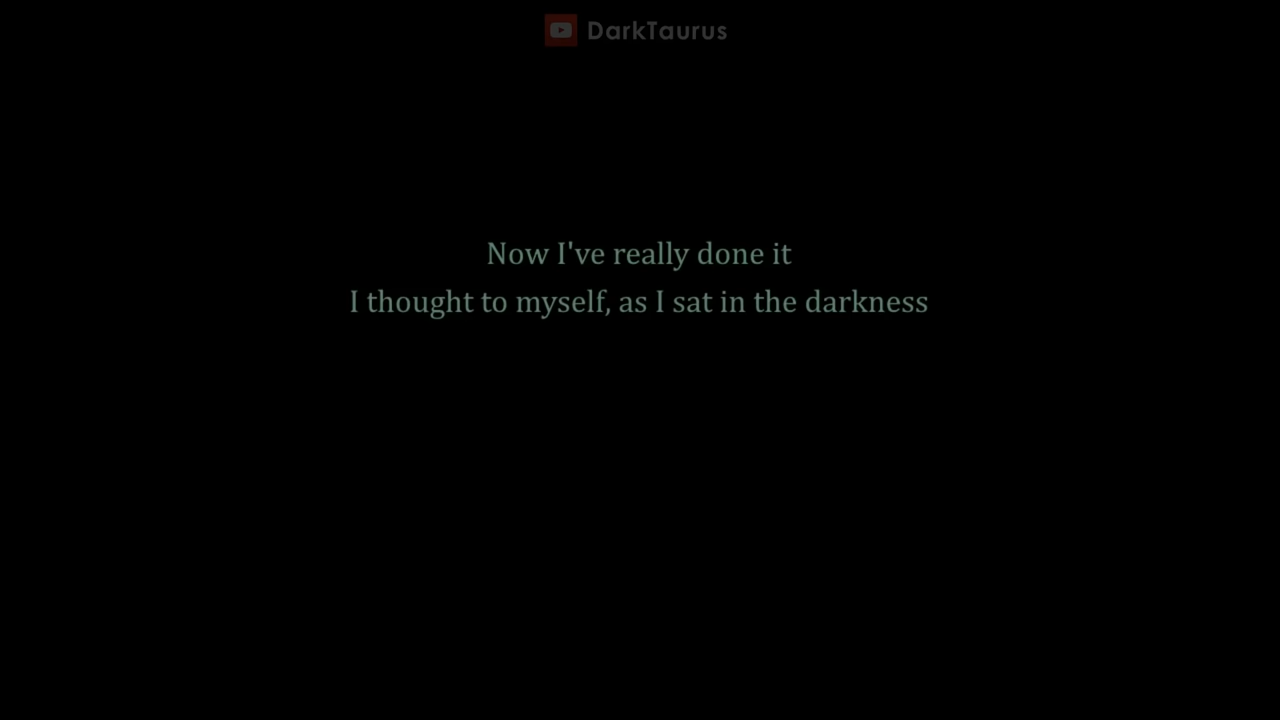 DarkTaurus
Now I've really done it
I thought to myself, as I sat in the darkness